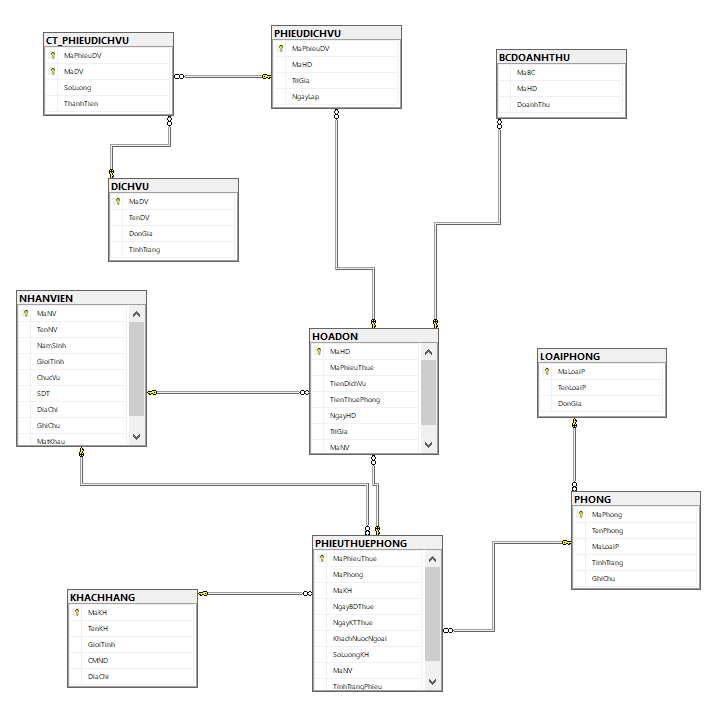 CT_PHIEUDICHVU
MaPhieuDV
MaDV
SoLuong
ThanhTien
PHIEUDICHVU
MaPhieuDV
MaHD
TriGia
NgayLap
BCDOANHTHU
MaBC
MaHD
DoanhThu
DICHVU
MaDV
TenDV
DonGia
TinhTrang
NHANVIEN
MaNV
TenNV
NamSinh
GioiTinh
ChucVu
SDT
DiaChi
GhiChu
MatKhau
HOADON
MaHD
MaPhieuThue
TienDichVu
TienThuePhong
NgayHD
TriGia
MaNV
LOAIPHONG
MaLoaiP
TenLoaiP
DonGia
PHONG
MaPhong
TenPhong
MaLoaiP
TinhTrang
GhiChu
PHIEUTHUEPHONG
MaPhieuThue
MaPhong
MaKH
NgayBDThue
NgayKTThue
KhachNuocNgoai
SoLuongKH
MaNV
TinhTrangPhieu
KHACHHANG
MaKH
TenKH
GioiTinh
CMND
DiaChi